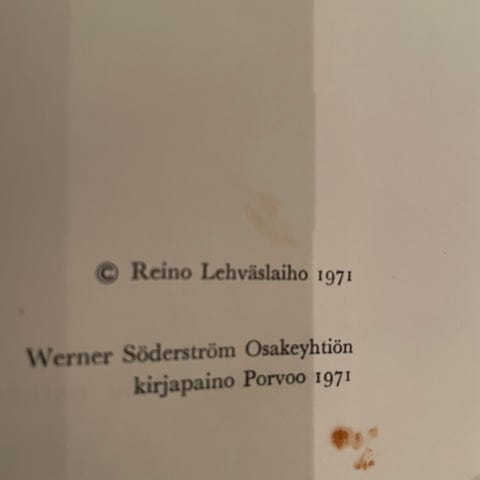 © Reino Lehväslaiho 1971
Werner Söderström Osakeyhtiön
kirjapaino Porvoo 1971